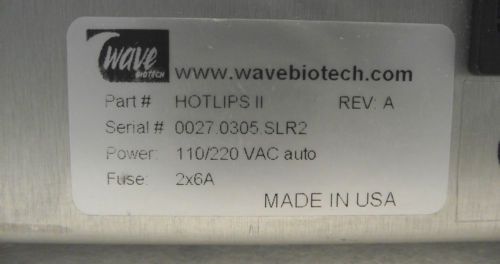 wave
BIOTECH
www.wavebiotech.com
Part # HOTLIPS II REV: A
Serial # 0027.0305.SLR2
Power: 110/220 VAC auto
Fuse: 2x6A
MADE IN USA